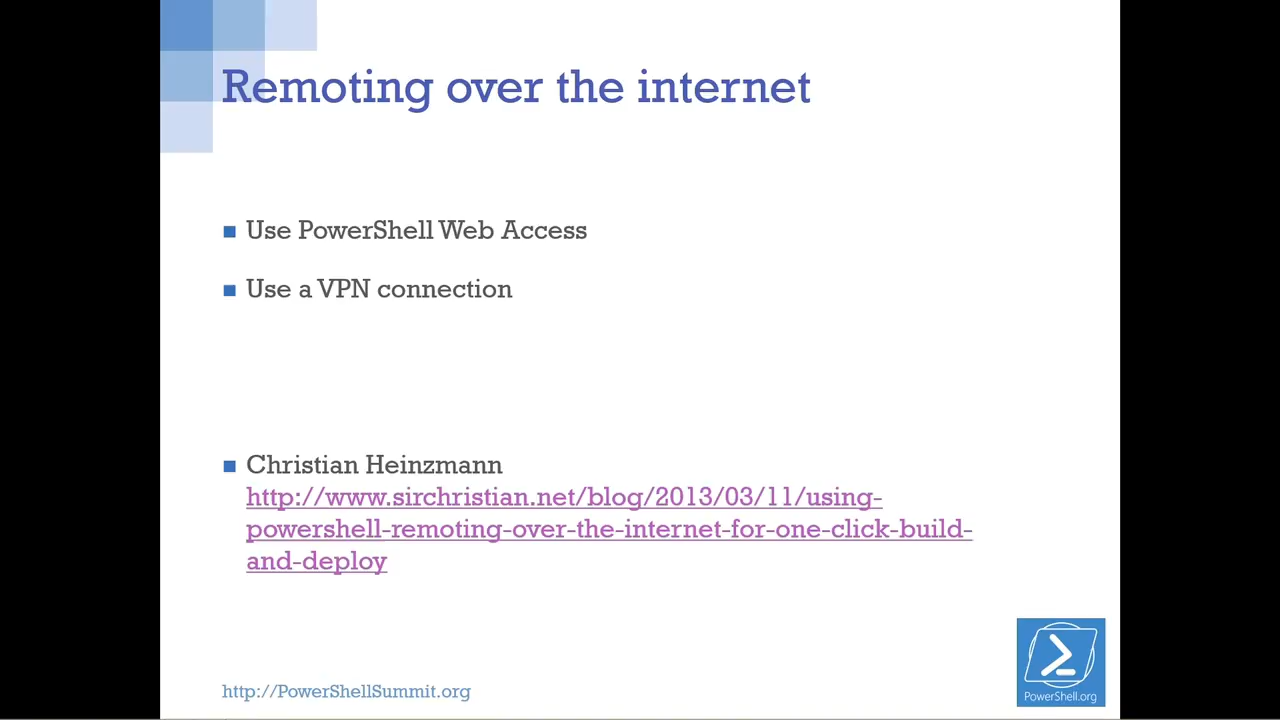 Remoting over the internet
Use PowerShell Web Access
Use a VPN connection
Christian Heinzmann
http://www.sirchristian.net/blog/2013/03/11/using-
powershell-remoting-over-the-internet-for-one-click-build-
and-deploy
http://PowerShellSummit.org
PowerShell.org